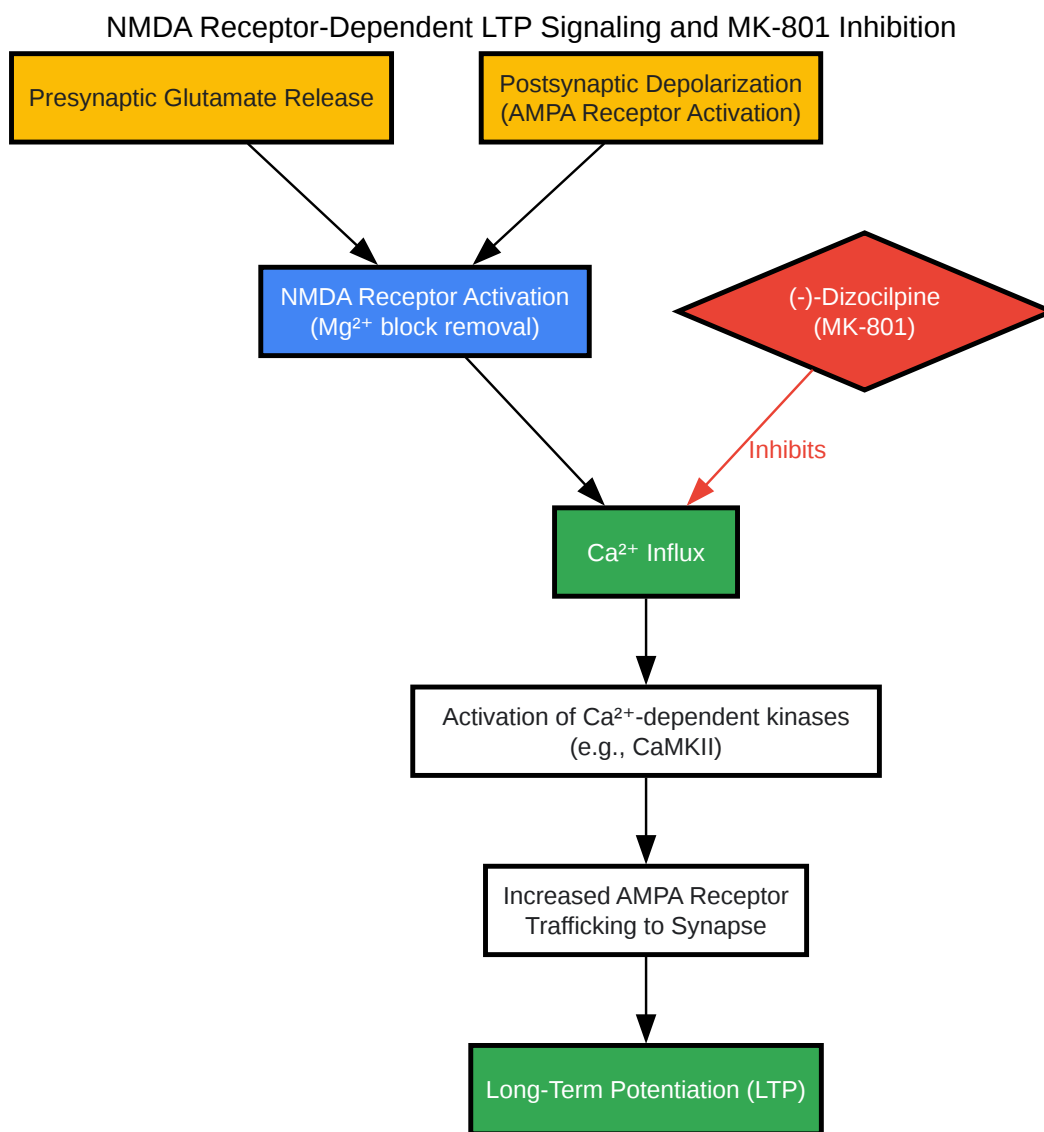 NMDA Receptor-Dependent LTP Signaling and MK-801 Inhibition
Presynaptic Glutamate Release
Postsynaptic Depolarization
(AMPA Receptor Activation)
NMDA Receptor Activation
(Mg²⁺ block removal)
(-)-Dizocilpine
(MK-801)
Inhibits
Ca²⁺ Influx
Activation of Ca²⁺-dependent kinases
(e.g., CaMKII)
Increased AMPA Receptor
Trafficking to Synapse
Long-Term Potentiation (LTP)